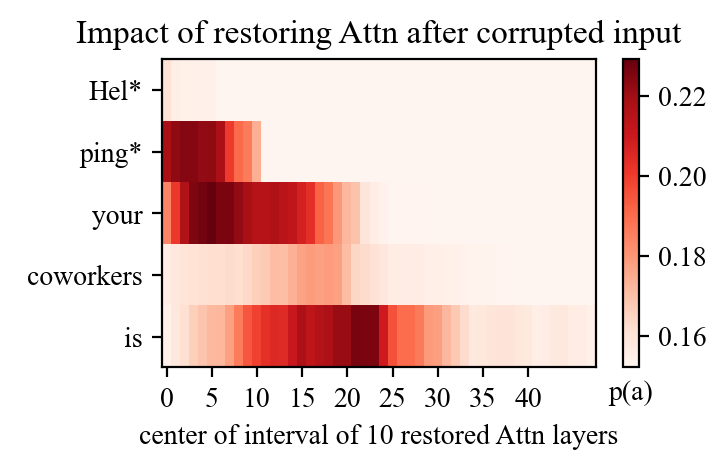 Impact of restoring Attn after corrupted input
Hel*
ping*
your
coworkers
is
0 5 10 15 20 25 30 35 40
center of interval of 10 restored Attn layers
0.22
0.20
0.18
0.16
p(a)